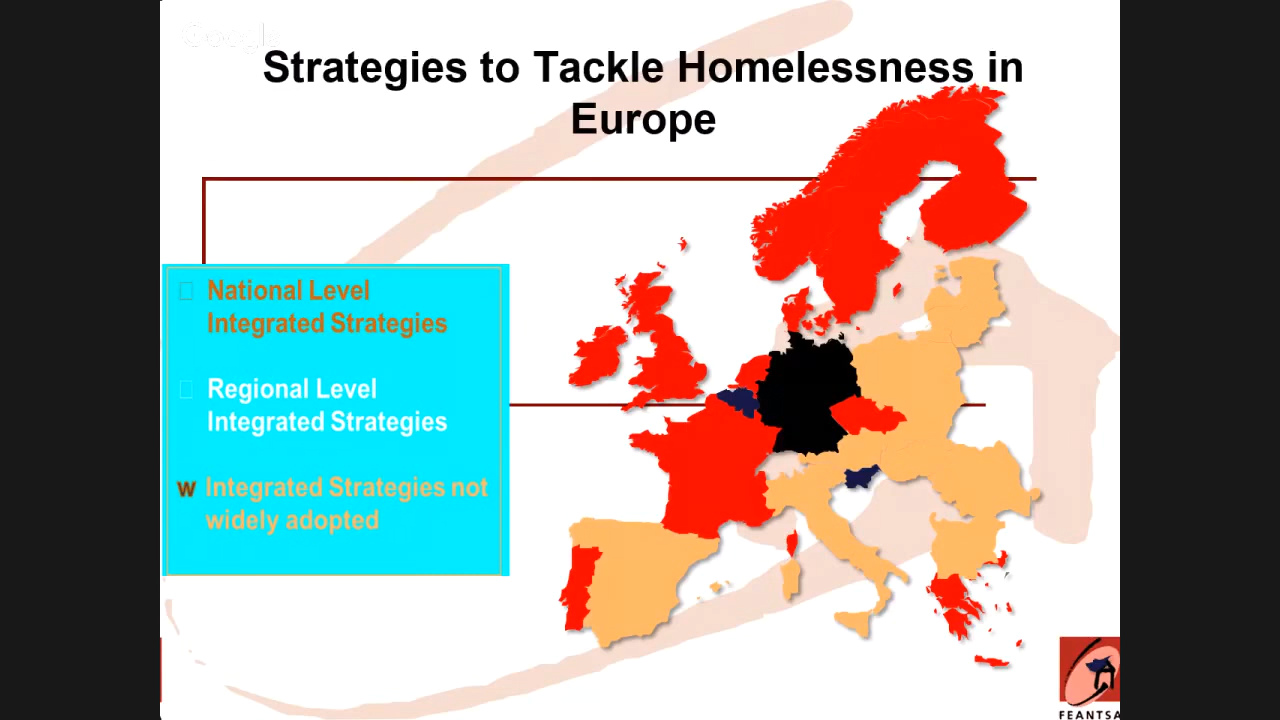 Google
Strategies to Tackle Homelessness in
Europe
National Level
Integrated Strategies
Regional Level
Integrated Strategies
w Integrated Strategies not
widely adopted
FEANTSA